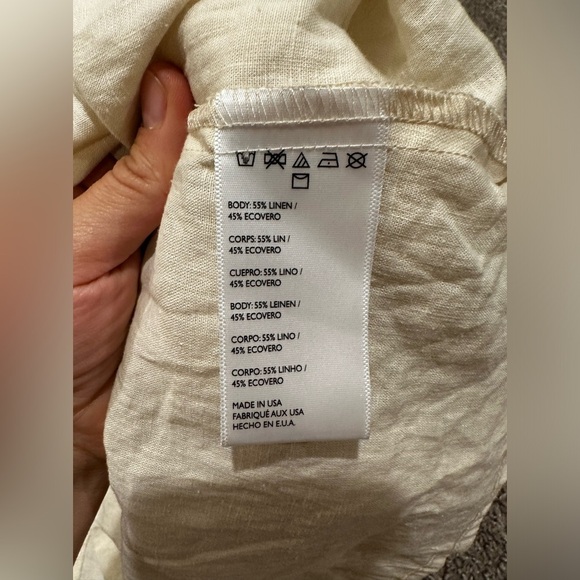 BODY: 55% LINEN /
45% ECOVERO
CORPS: 55% LIN /
45% ECOVERO
CUEPRO: 55% LINO /
45% ECOVERO
BODY: 55% LEINEN /
45% ECOVERO
CORPO: 55% LINO /
45% ECOVERO
CORPO: 55% LINHO /
45% ECOVERO
MADE IN USA
FABRIQUÉ AUX USA
HECHO EN E.U.A.